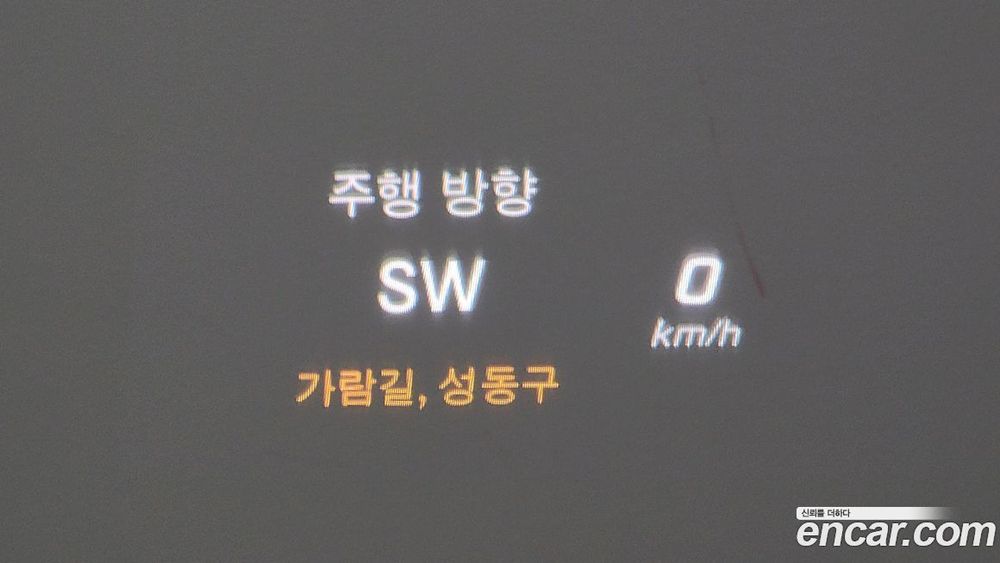 주행 방향
SW
0
km/h
가람길, 성동구
신뢰를 더하다
encar.com